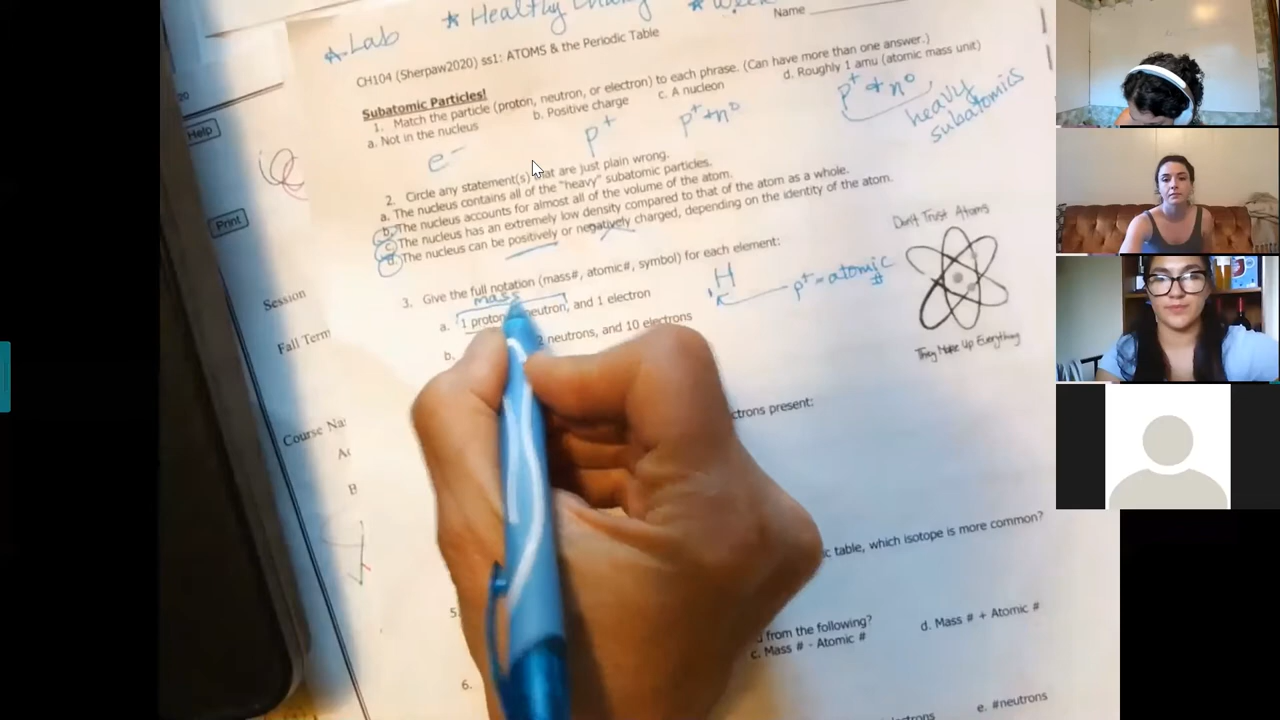 * Lab * Healthy
Name
CH104 (Sherpaw2020) ss1: ATOMS & the Periodic Table
Subatomic Particles!
1. Match the particle (proton, neutron, or electron) to each phrase. (Can have more than one answer.)
a. Not in the nucleus b. Positive charge c. A nucleon d. Roughly 1 amu (atomic mass unit)
e⁻ p⁺ p⁺+n⁰ p⁺+n⁰
heavy
subatomics
2. Circle any statement(s) that are just plain wrong.
a. The nucleus contains all of the "heavy" subatomic particles.
b. The nucleus accounts for almost all of the volume of the atom.
c. The nucleus has an extremely low density compared to that of the atom as a whole.
d. The nucleus can be positively or negatively charged, depending on the identity of the atom.
3. Give the full notation (mass#, atomic#, symbol) for each element:
mass
a. 1 proton neutron, and 1 electron
H p⁺=atomic
#
b. 2 neutrons, and 10 electrons
Don't Trust Atoms
They Make Up Everything
ctrons present:
c table, which isotope is more common?
5.
from the following?
c. Mass # - Atomic # d. Mass # + Atomic #
6.
e. #neutrons
20
Help
Print
Session
Fall Term
Course Na